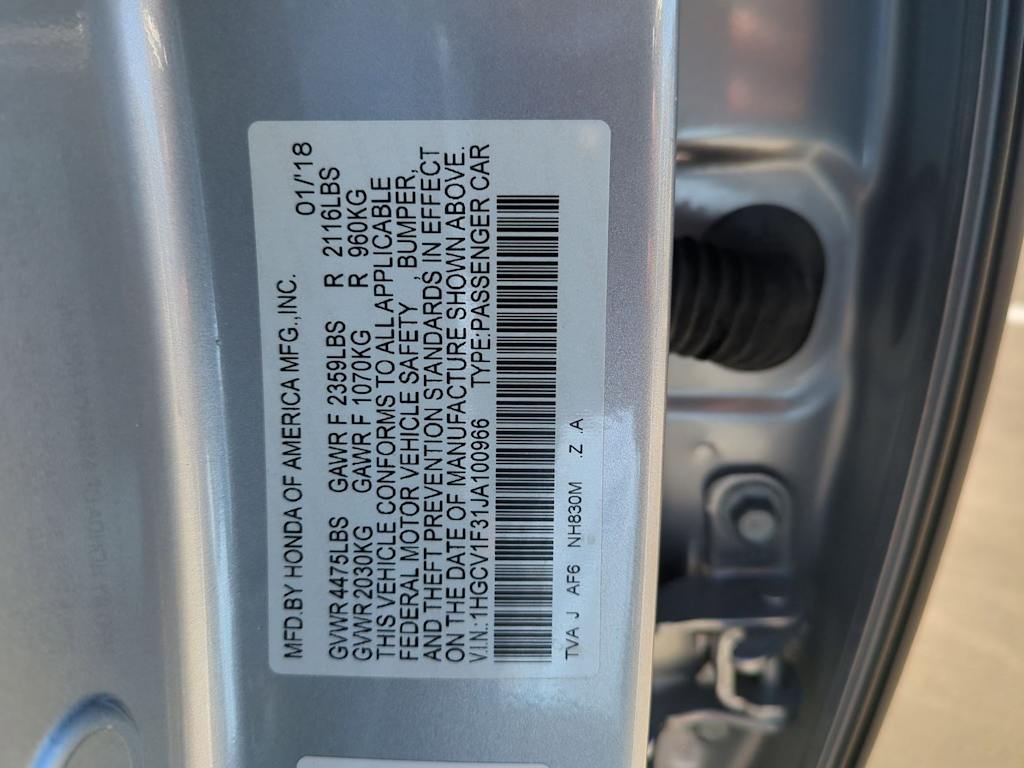 MFD.BY HONDA OF AMERICA MFG.,INC. 01/'18
GVWR 4475LBS GAWR F 2359LBS R 2116LBS
GVWR 2030KG GAWR F 1070KG R 960KG
THIS VEHICLE CONFORMS TO ALL APPLICABLE
FEDERAL MOTOR VEHICLE SAFETY, BUMPER,
AND THEFT PREVENTION STANDARDS IN EFFECT
ON THE DATE OF MANUFACTURE SHOWN ABOVE.
V.I.N.:1HGCV1F31JA100966 TYPE:PASSENGER CAR
TVA J AF6 NH830M .Z .A